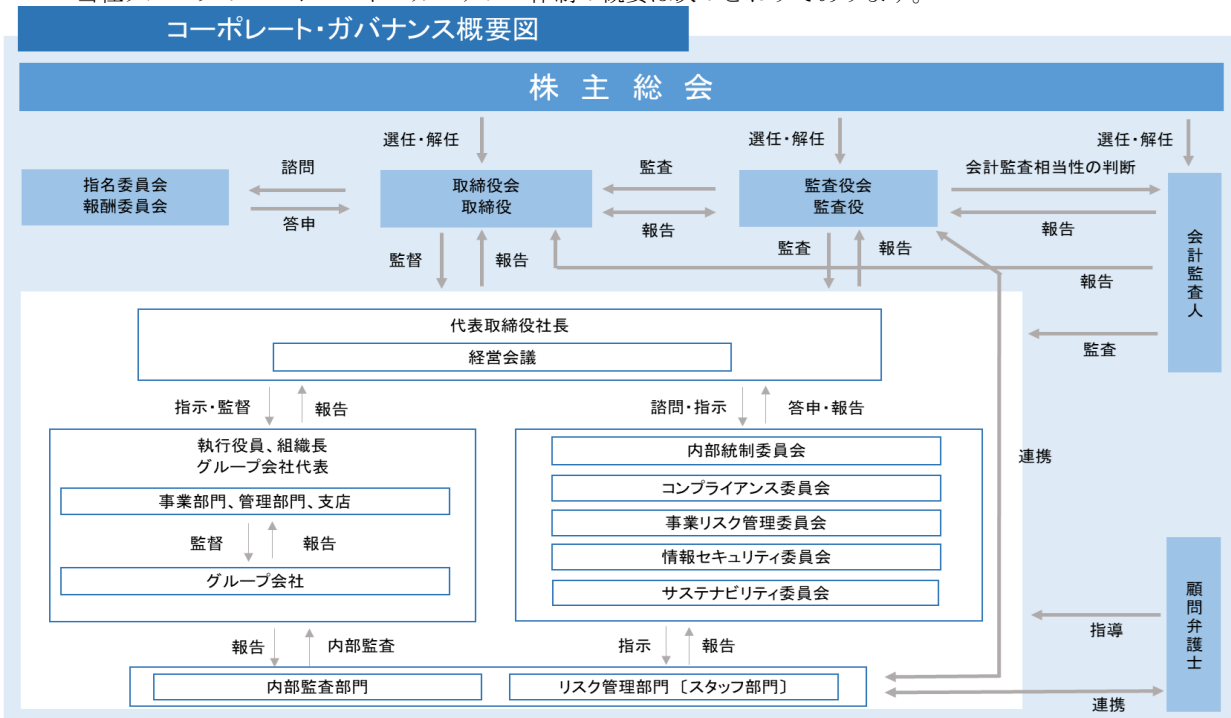 コーポレート・ガバナンス概要図
株主総会
選任・解任
選任・解任
選任・解任
諮問
監査
会計監査相当性の判断
指名委員会
報酬委員会
取締役会
取締役
監査役会
監査役
答申
報告
報告
会計監査人
監督
報告
監査
報告
報告
代表取締役社長
経営会議
監査
指示・監督
報告
諮問・指示
答申・報告
執行役員、組織長
グループ会社代表
事業部門、管理部門、支店
監督
報告
グループ会社
内部統制委員会
コンプライアンス委員会
事業リスク管理委員会
情報セキュリティ委員会
サステナビリティ委員会
連携
顧問弁護士
指導
報告
内部監査
指示
報告
内部監査部門
リスク管理部門〔スタッフ部門〕
連携